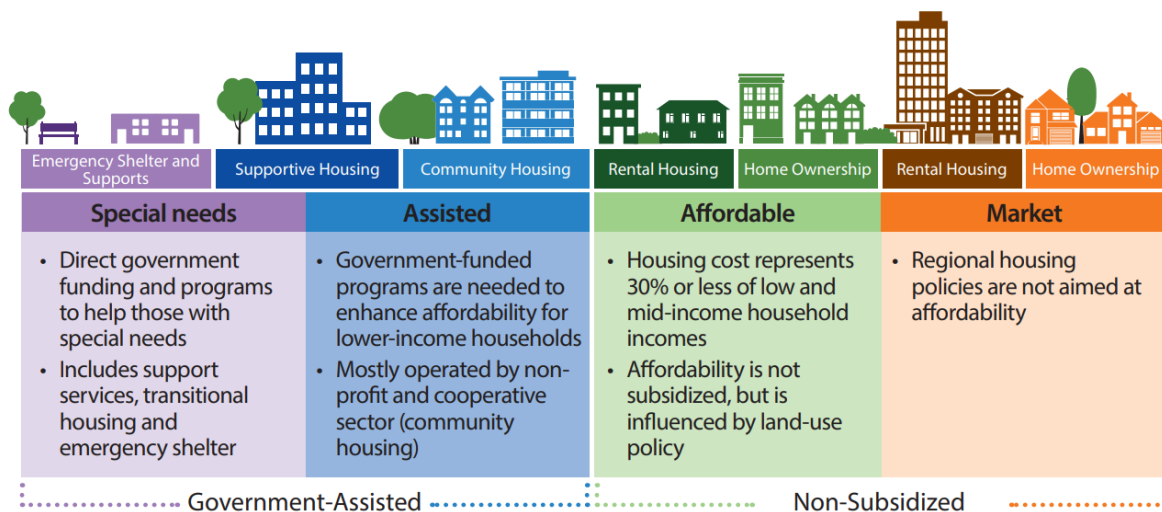 Emergency Shelter and
Supports
Supportive Housing
Community Housing
Rental Housing
Home Ownership
Rental Housing
Home Ownership
Special needs
Assisted
Affordable
Market
• Direct government
funding and programs
to help those with
special needs
• Includes support
services, transitional
housing and
emergency shelter
• Government-funded
programs are needed to
enhance affordability for
lower-income households
• Mostly operated by non-
profit and cooperative
sector (community
housing)
• Housing cost represents
30% or less of low and
mid-income household
incomes
• Affordability is not
subsidized, but is
influenced by land-use
policy
• Regional housing
policies are not aimed at
affordability
Government-Assisted
Non-Subsidized